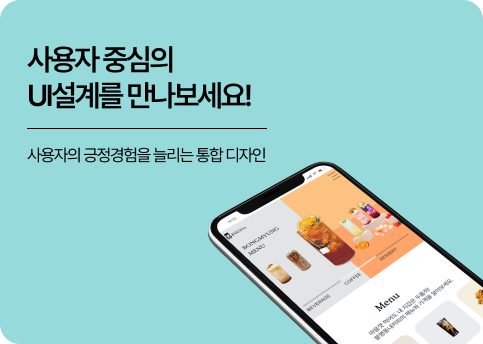 사용자 중심의
UI설계를 만나보세요!
사용자의 긍정경험을 늘리는 통합 디자인
BONGMYUNG
MENU
BEVERAGE
COFFEE
DESSERT
Menu